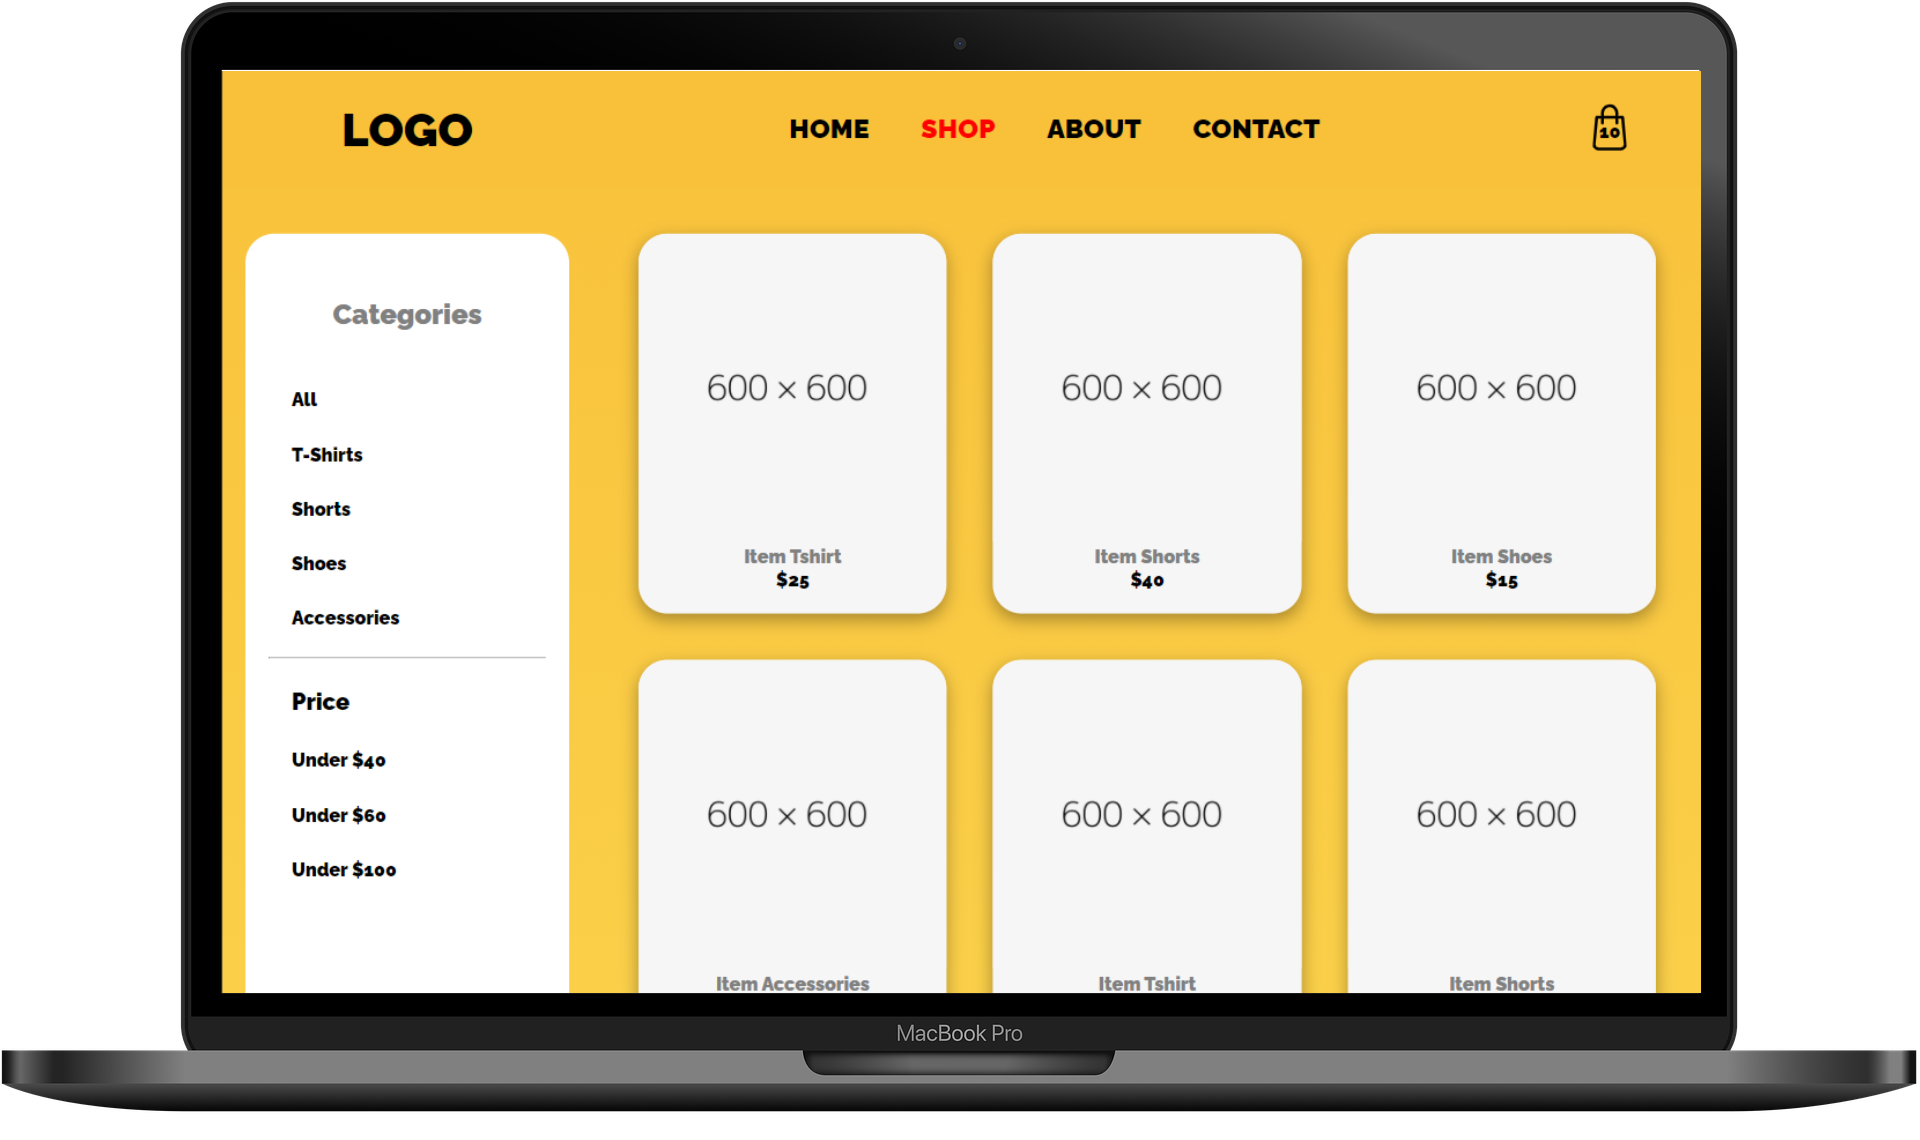 LOGO
HOME SHOP ABOUT CONTACT
10
Categories
All
T-Shirts
Shorts
Shoes
Accessories
Price
Under $40
Under $60
Under $100
600 × 600
Item Tshirt
$25
600 × 600
Item Shorts
$40
600 × 600
Item Shoes
$15
600 × 600
Item Accessories
600 × 600
Item Tshirt
600 × 600
Item Shorts
MacBook Pro